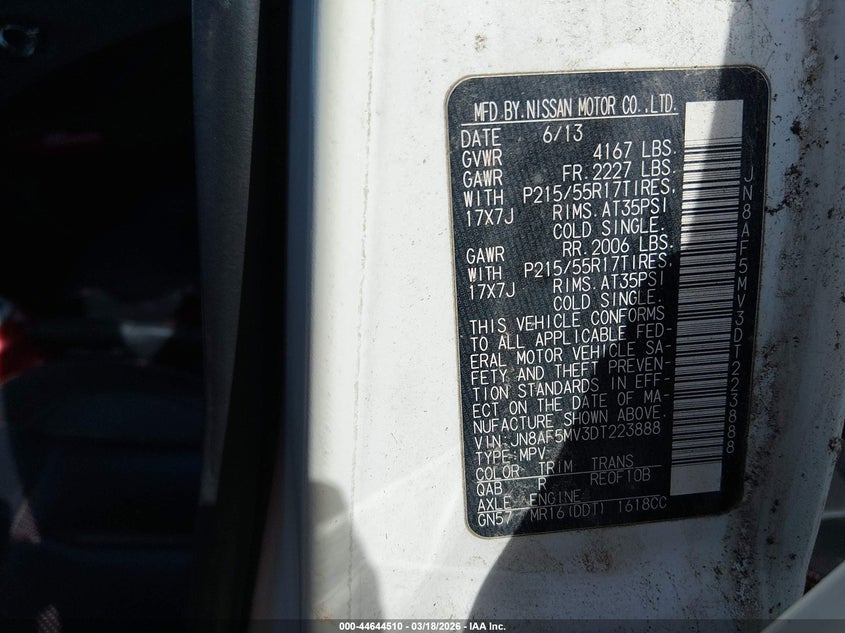 MFD BY.NISSAN MOTOR CO.,LTD.
DATE 6/13
GVWR 4167 LBS.
GAWR FR. 2227 LBS.
WITH P215/55R17TIRES,
17X7J RIMS. AT35PSI
COLD SINGLE.
GAWR RR. 2006 LBS.
WITH P215/55R17TIRES,
17X7J RIMS. AT35PSI
COLD SINGLE.
THIS VEHICLE CONFORMS
TO ALL APPLICABLE FED-
ERAL MOTOR VEHICLE SA-
FETY AND THEFT PREVEN-
TION STANDARDS IN EFF-
ECT ON THE DATE OF MA-
NUFACTURE SHOWN ABOVE.
VIN:JN8AF5MV3DT223888
TYPE:MPV
COLOR TRIM TRANS
QAB R RE0F10B
AXLE ENGINE
GN57 MR16(DDT) 1618CC
JN8AF5MV3DT223888
000-44644510 - 03/18/2026 - IAA Inc.